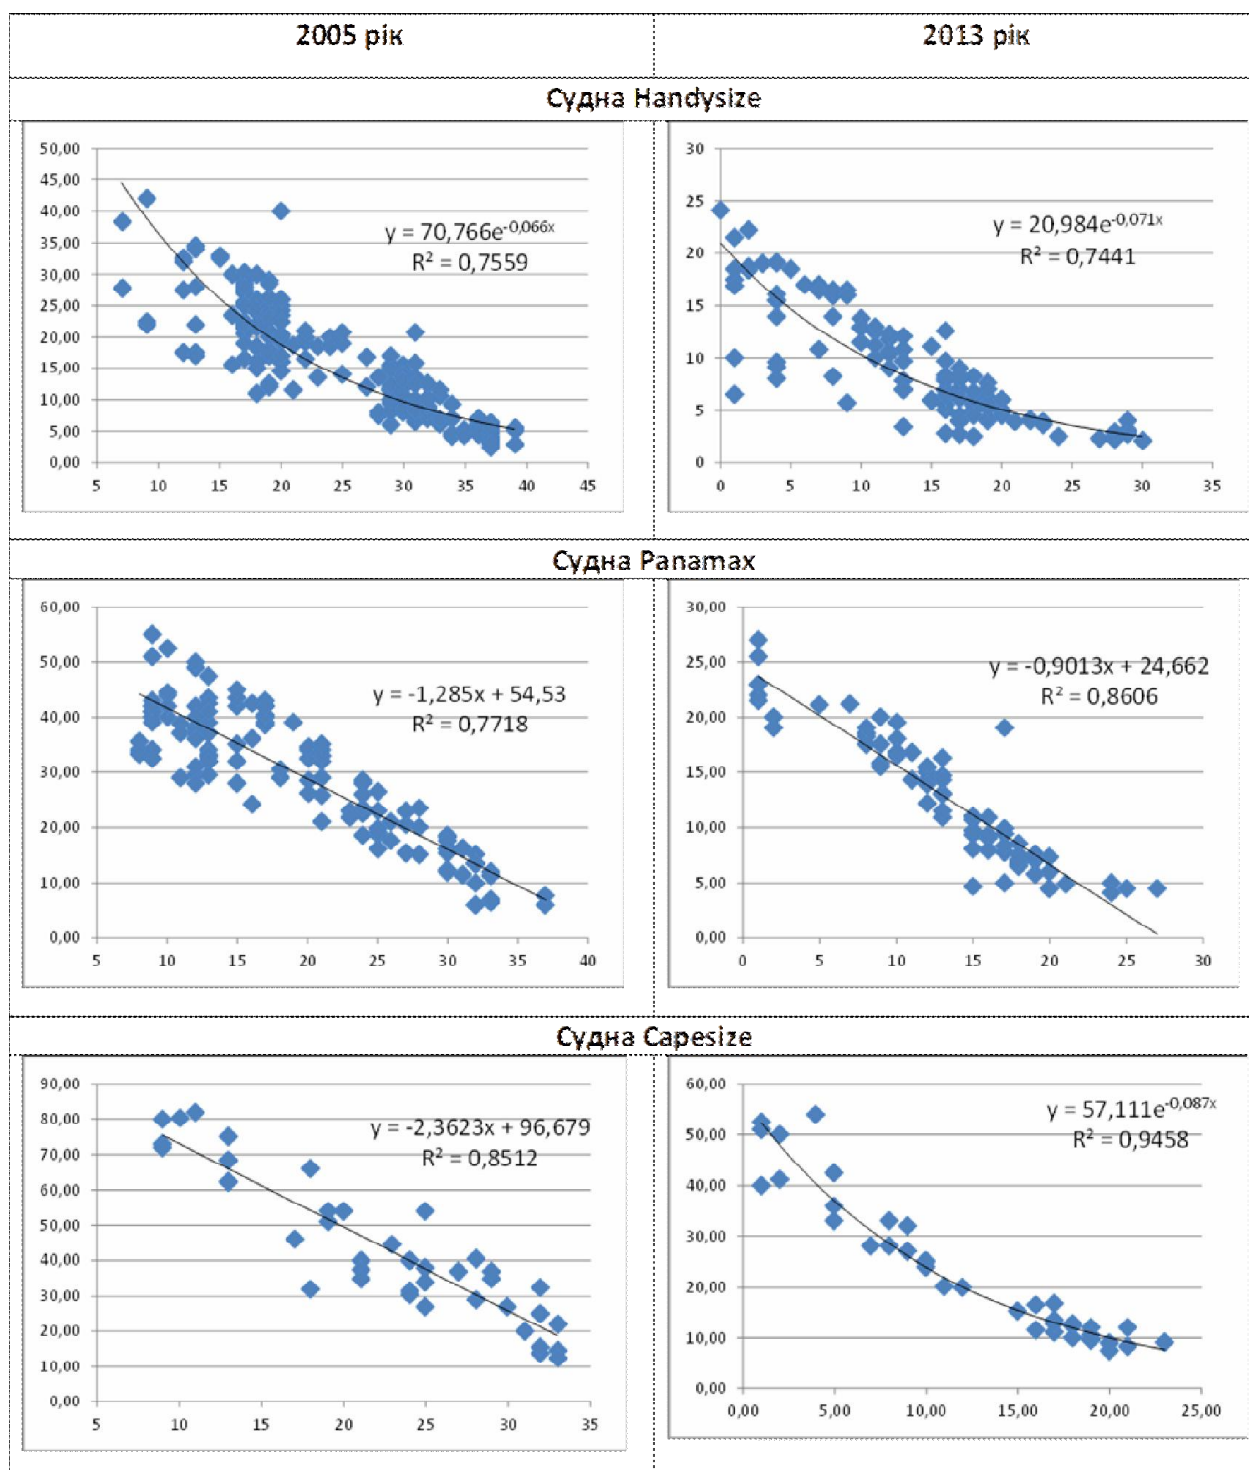 2005 рік
2013 рік
Судна Handysize
50,00
45,00
40,00
35,00
30,00
25,00
20,00
15,00
10,00
5,00
0,00
5 10 15 20 25 30 35 40 45
y = 70,766e^-0,066x
R² = 0,7559
30
25
20
15
10
5
0
0 5 10 15 20 25 30 35
y = 20,984e^-0,071x
R² = 0,7441
Судна Panamax
60,00
50,00
40,00
30,00
20,00
10,00
0,00
5 10 15 20 25 30 35 40
y = -1,285x + 54,53
R² = 0,7718
30,00
25,00
20,00
15,00
10,00
5,00
0,00
0 5 10 15 20 25 30
y = -0,9013x + 24,662
R² = 0,8606
Судна Capesize
90,00
80,00
70,00
60,00
50,00
40,00
30,00
20,00
10,00
0,00
5 10 15 20 25 30 35
y = -2,3623x + 96,679
R² = 0,8512
60,00
50,00
40,00
30,00
20,00
10,00
0,00
0,00 5,00 10,00 15,00 20,00 25,00
y = 57,111e^-0,087x
R² = 0,9458